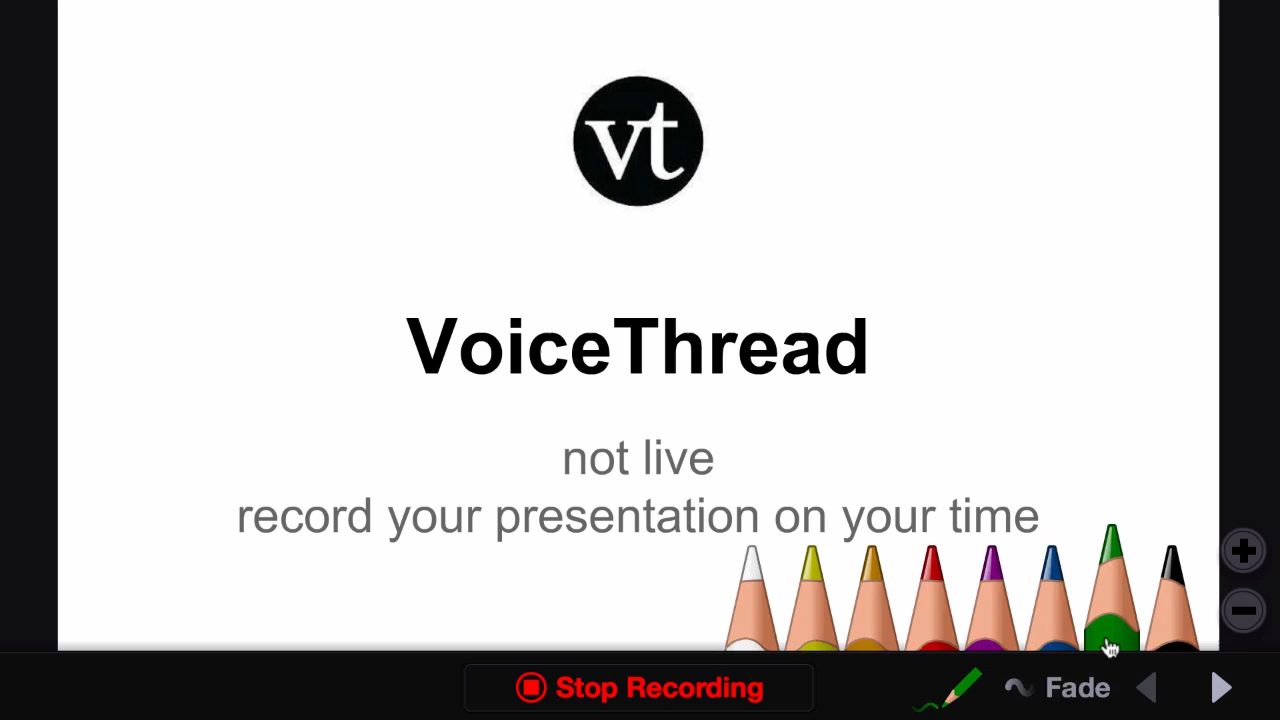 vt
VoiceThread
not live
record your presentation on your time
Stop Recording
Fade